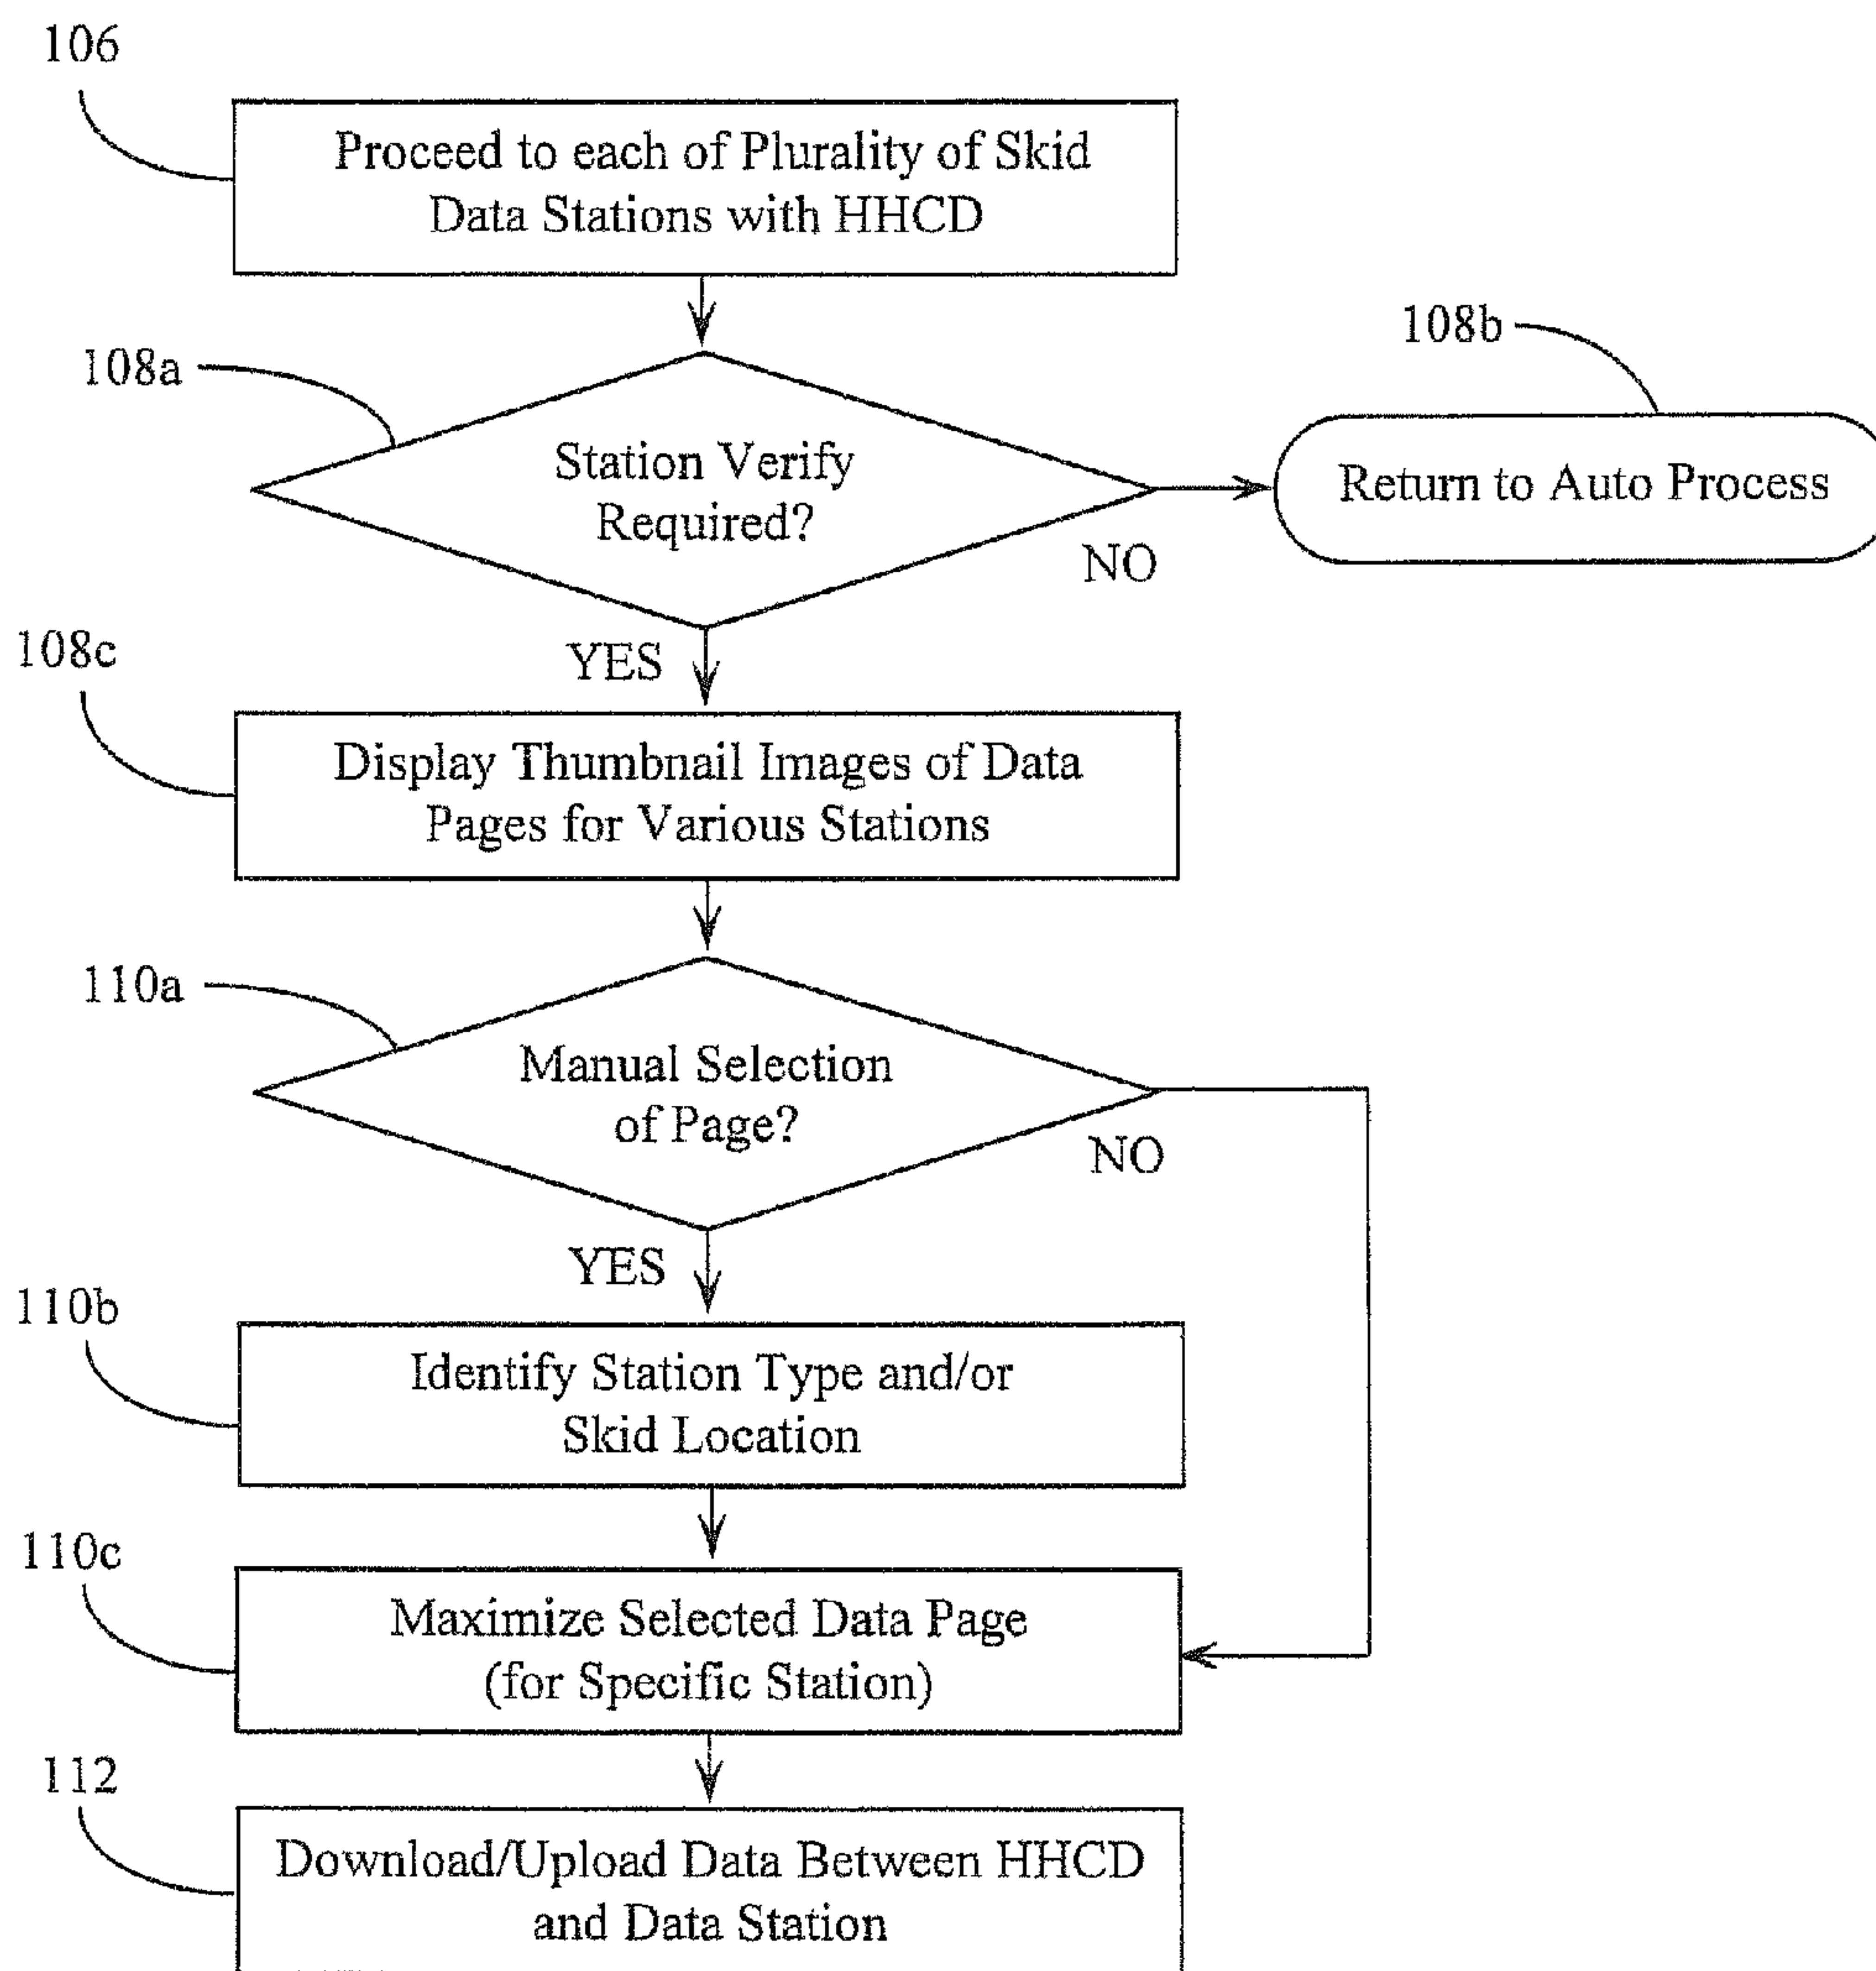 106
Proceed to each of Plurality of Skid
Data Stations with HHCD
108a
108b
Station Verify
Required?
Return to Auto Process
NO
YES
108c
Display Thumbnail Images of Data
Pages for Various Stations
110a
Manual Selection
of Page?
NO
YES
110b
Identify Station Type and/or
Skid Location
110c
Maximize Selected Data Page
(for Specific Station)
112
Download/Upload Data Between HHCD
and Data Station